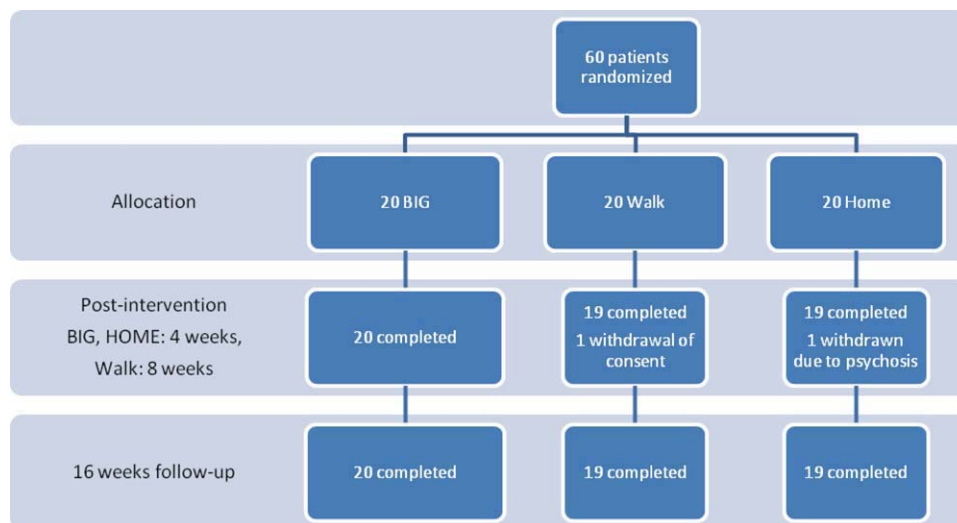 60 patients
randomized
Allocation
20 BIG
20 Walk
20 Home
Post-intervention
BIG, HOME: 4 weeks,
Walk: 8 weeks
20 completed
19 completed
1 withdrawal of
consent
19 completed
1 withdrawn
due to psychosis
16 weeks follow-up
20 completed
19 completed
19 completed